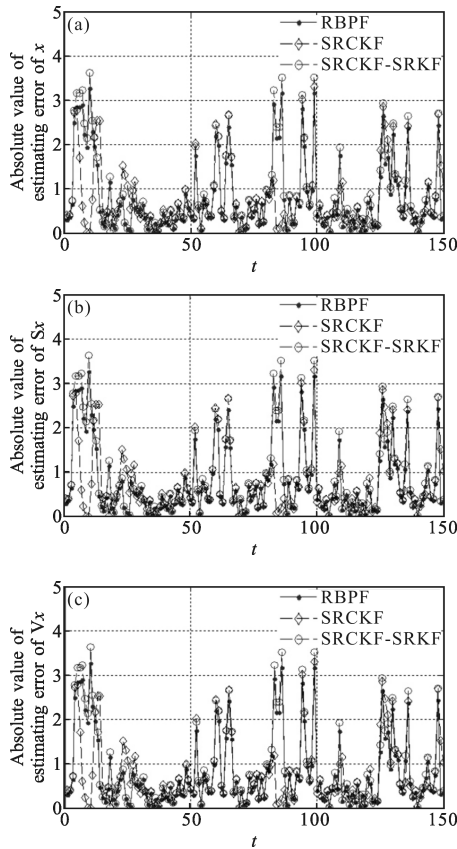 (a)
RBPF
SRCKF
SRCKF-SRKF
Absolute value of
estimating error of x
5
4
3
2
1
0
0
50
100
150
t
(b)
RBPF
SRCKF
SRCKF-SRKF
Absolute value of
estimating error of Sx
5
4
3
2
1
0
0
50
100
150
t
(c)
RBPF
SRCKF
SRCKF-SRKF
Absolute value of
estimating error of Vx
5
4
3
2
1
0
0
50
100
150
t